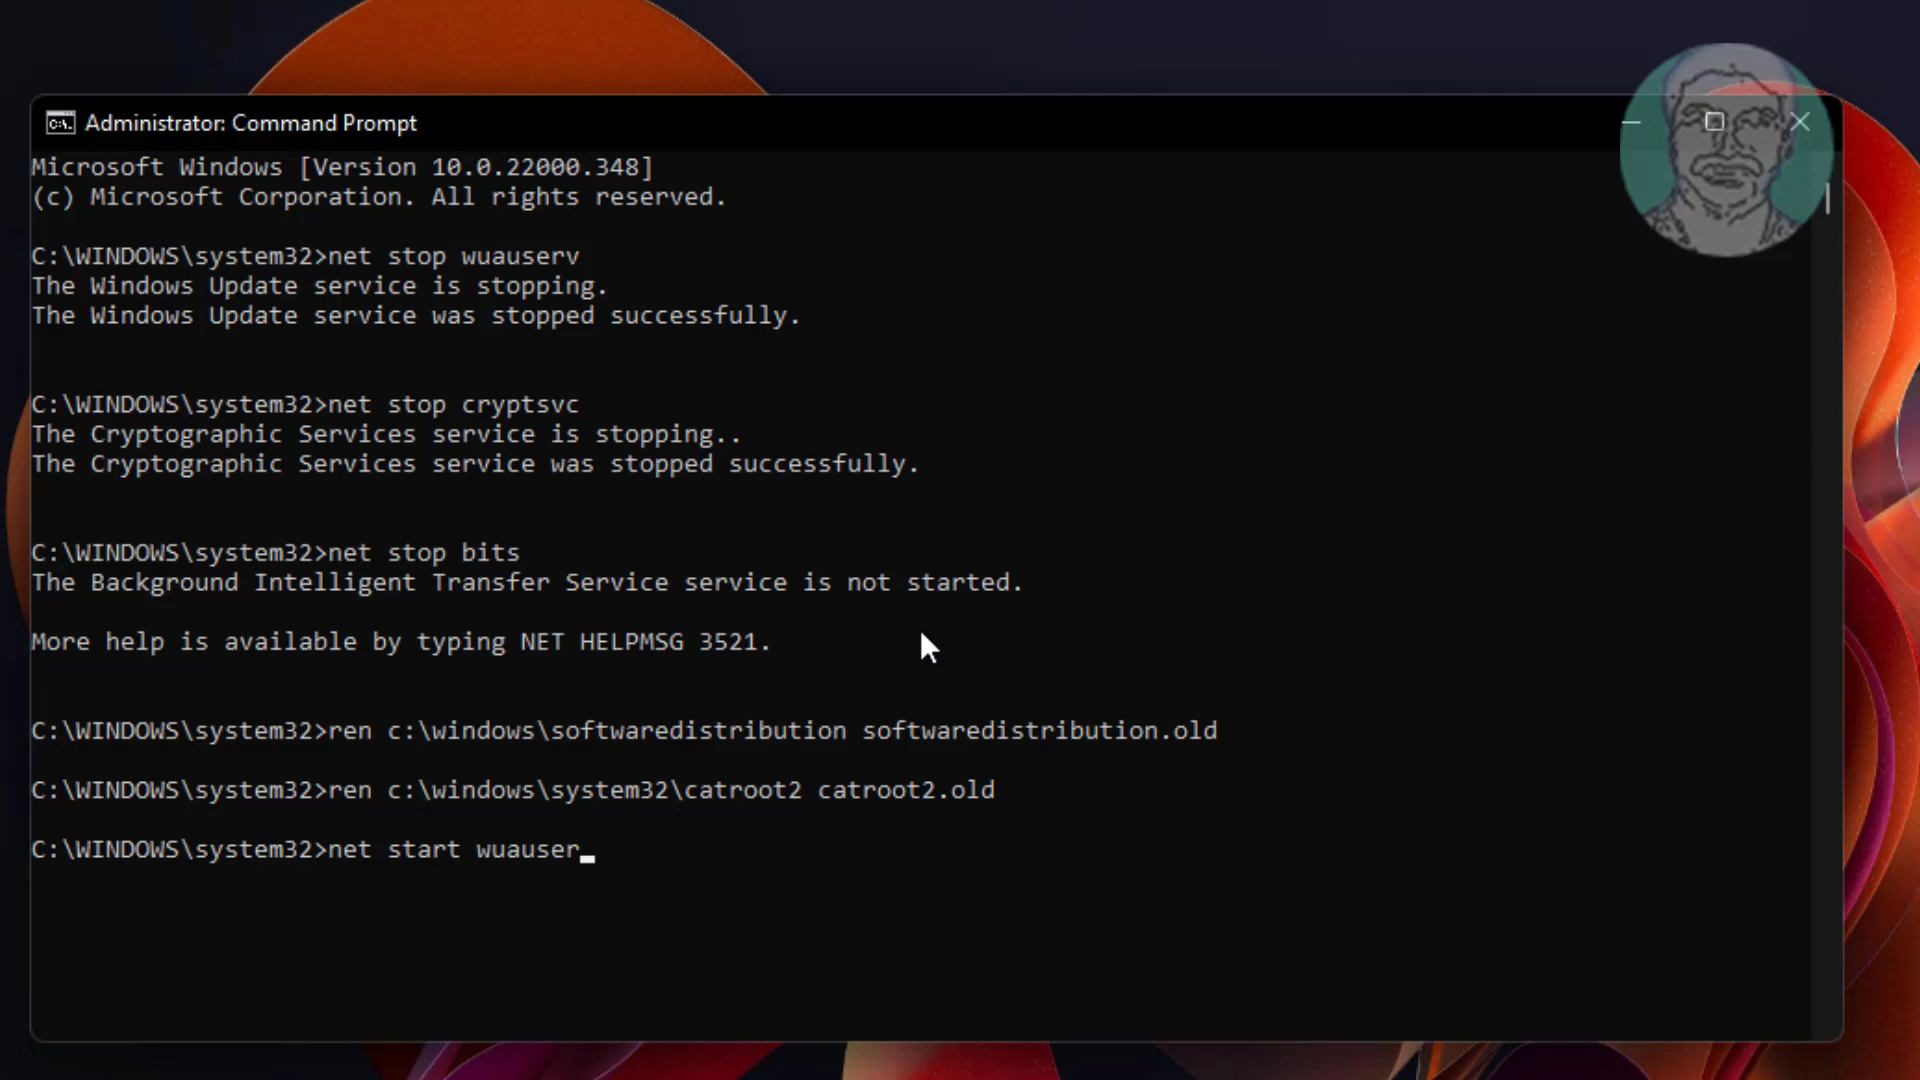 Administrator: Command Prompt
Microsoft Windows [Version 10.0.22000.348]
(c) Microsoft Corporation. All rights reserved.
C:\WINDOWS\system32>net stop wuauserv
The Windows Update service is stopping.
The Windows Update service was stopped successfully.
C:\WINDOWS\system32>net stop cryptsvc
The Cryptographic Services service is stopping..
The Cryptographic Services service was stopped successfully.
C:\WINDOWS\system32>net stop bits
The Background Intelligent Transfer Service service is not started.
More help is available by typing NET HELPMSG 3521.
C:\WINDOWS\system32>ren c:\windows\softwaredistribution softwaredistribution.old
C:\WINDOWS\system32>ren c:\windows\system32\catroot2 catroot2.old
C:\WINDOWS\system32>net start wuauser